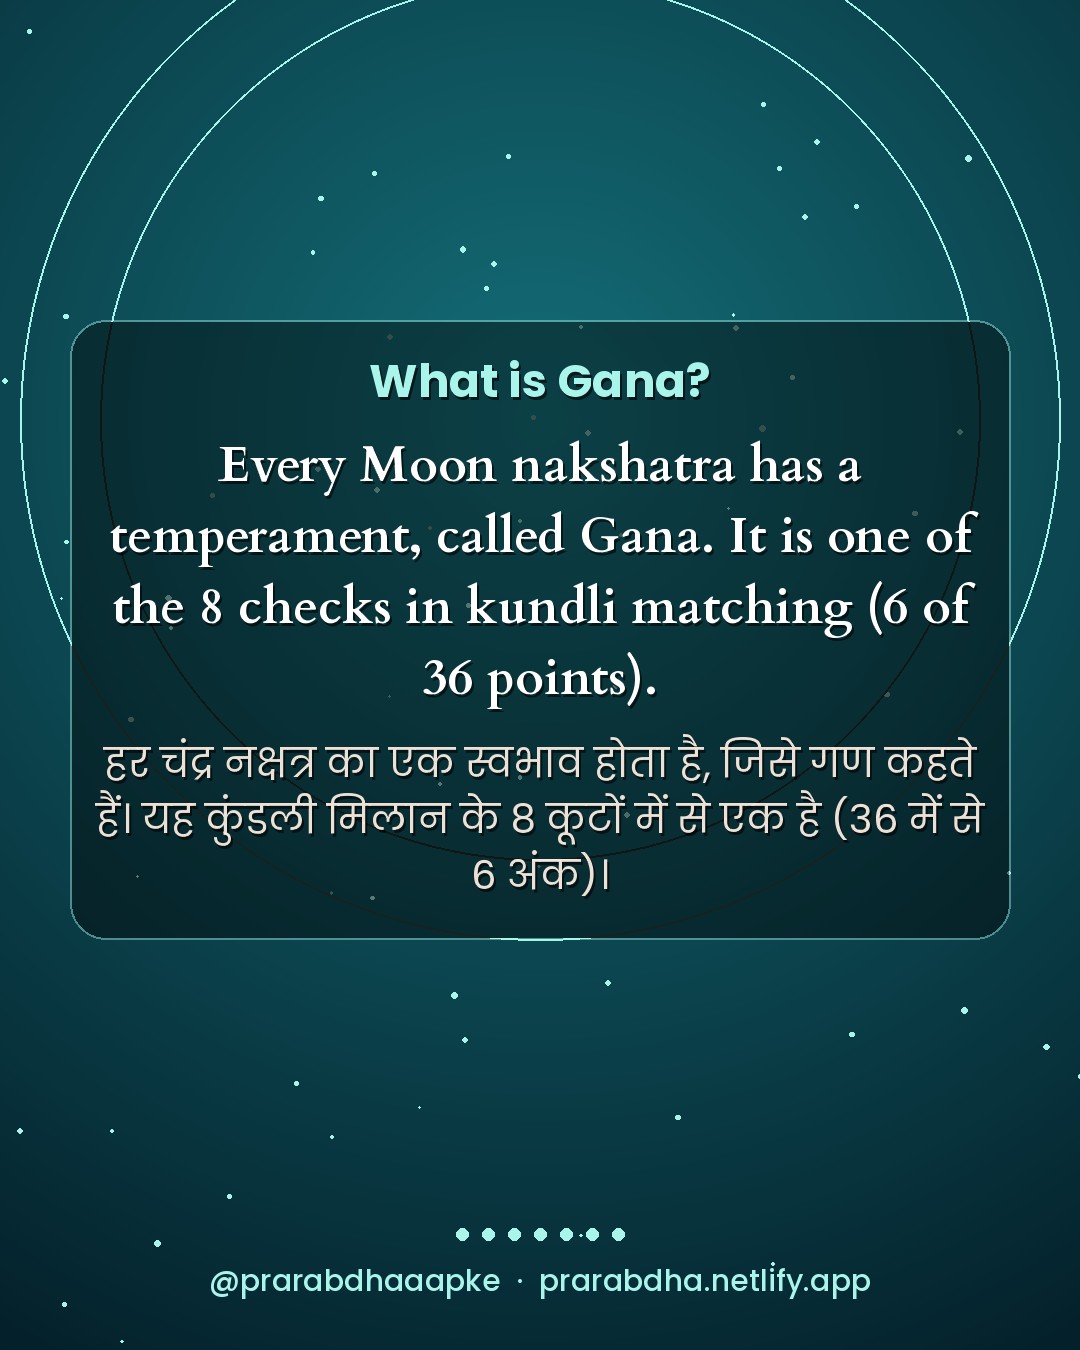 What is Gana?
Every Moon nakshatra has a
temperament, called Gana. It is one of
the 8 checks in kundli matching (6 of
36 points).
हर चंद्र नक्षत्र का एक स्वभाव होता है, जिसे गण कहते
हैं। यह कुंडली मिलान के 8 कूटों में से एक है (36 में से
6 अंक)।
@prarabdhaaapke · prarabdha.netlify.app